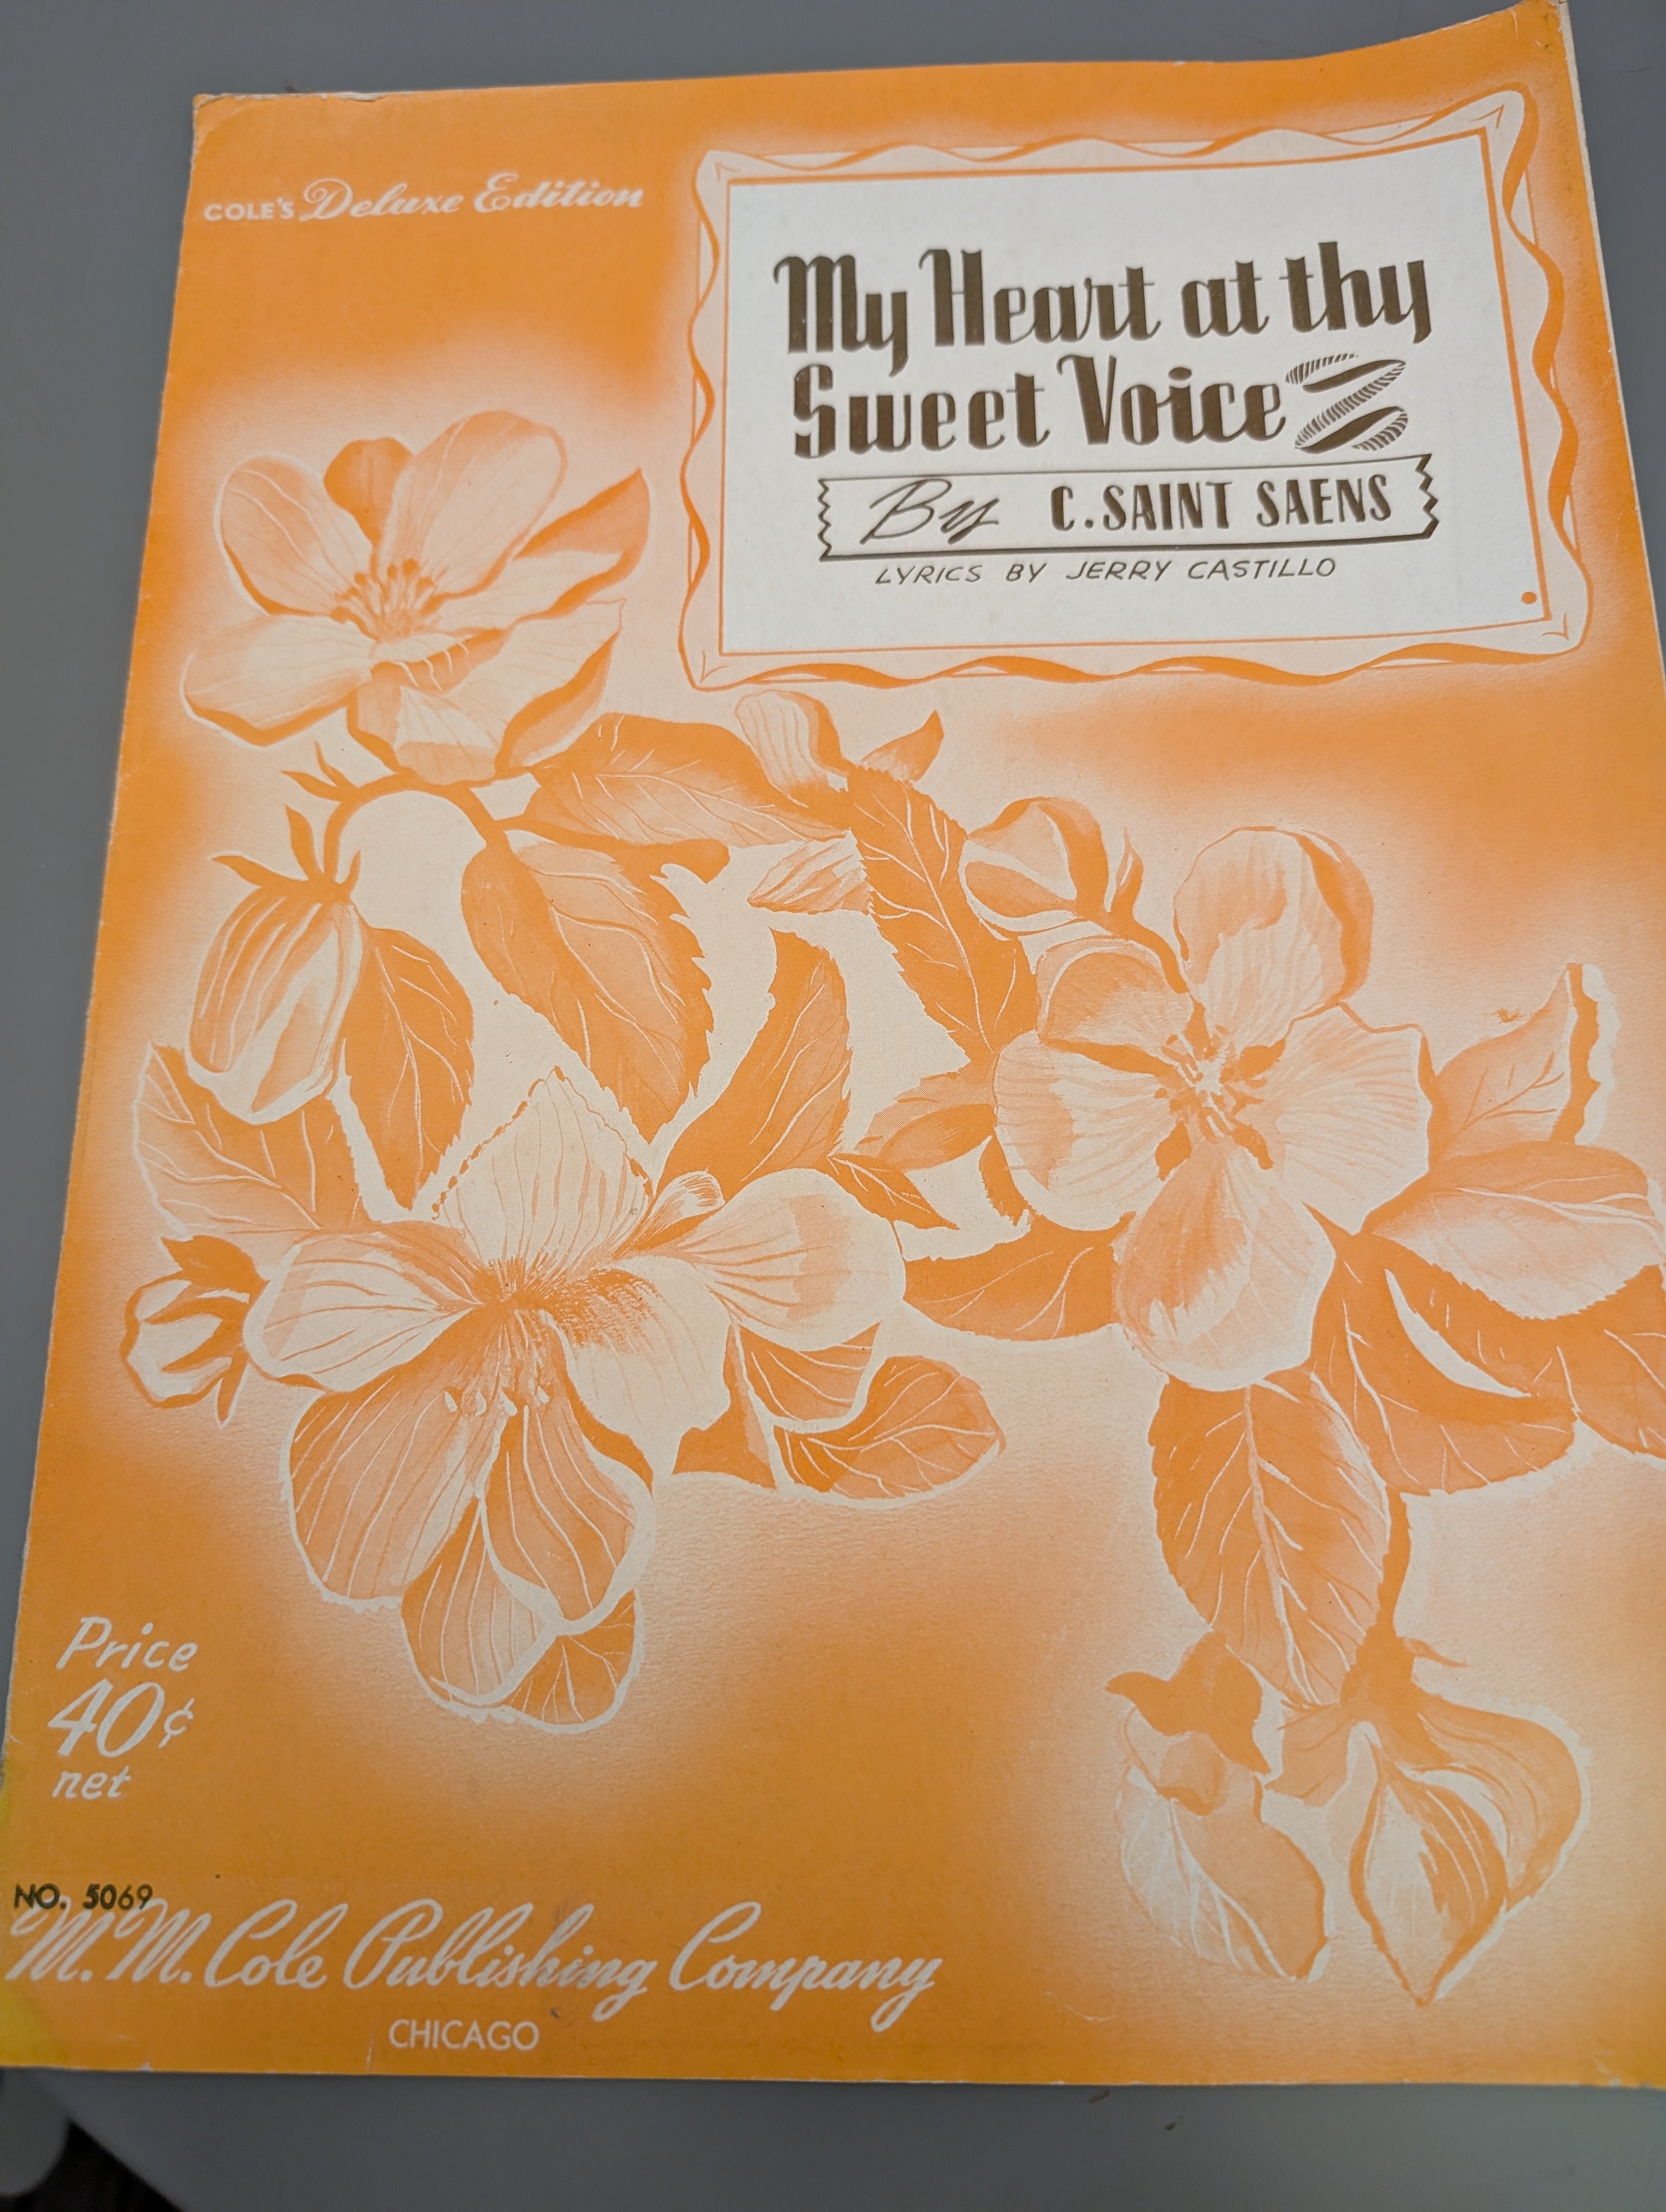 COLE'S Deluxe Edition
My Heart at thy
Sweet Voice
By C. SAINT SAENS
LYRICS BY JERRY CASTILLO
Price
40¢
net
NO. 5069
M. M. Cole Publishing Company
CHICAGO